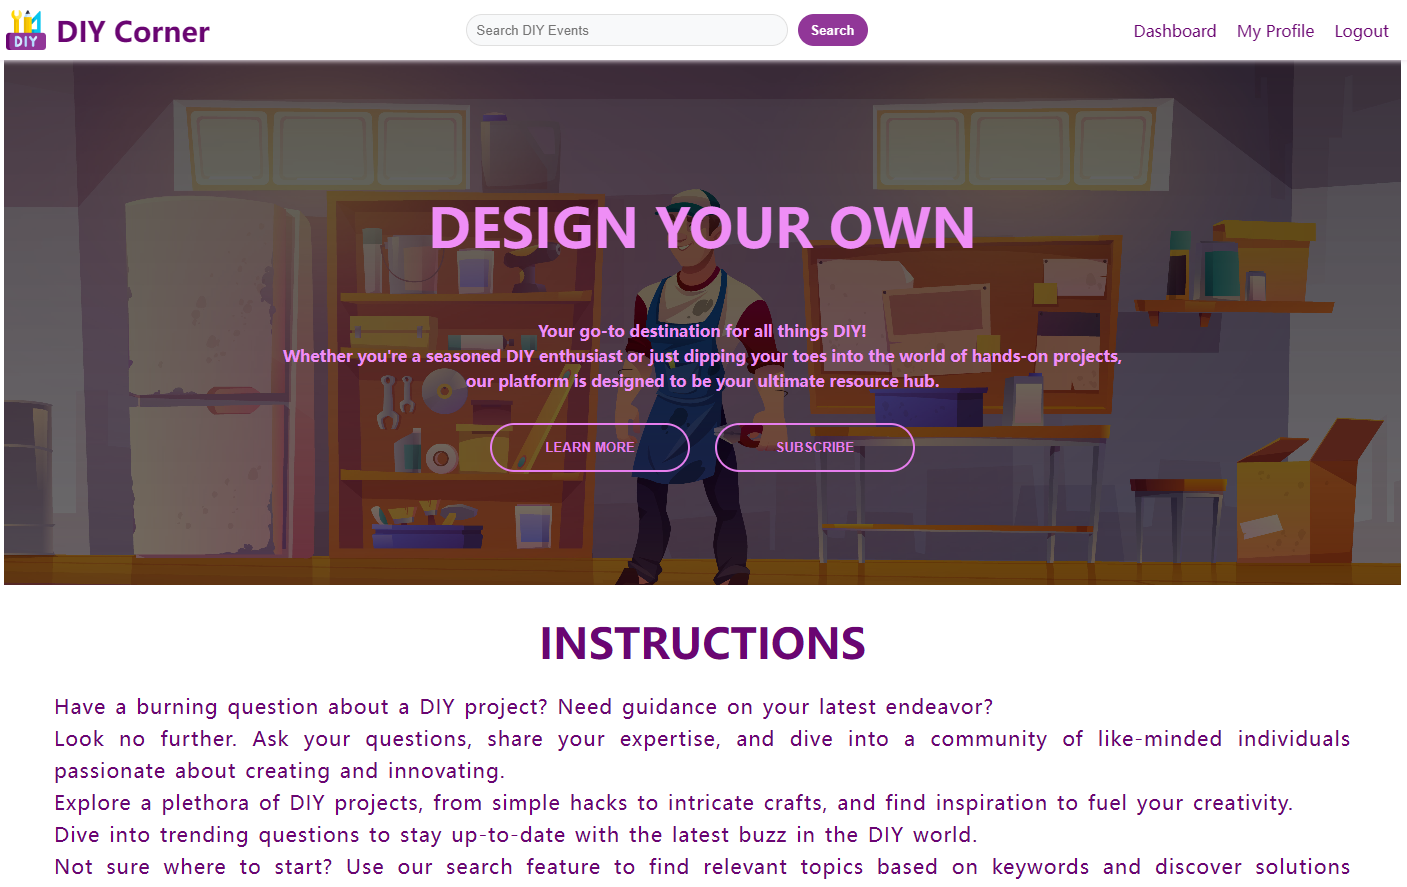 DIY
DIY Corner
Search DIY Events
Search
Dashboard
My Profile
Logout
DESIGN YOUR OWN
Your go-to destination for all things DIY!
Whether you're a seasoned DIY enthusiast or just dipping your toes into the world of hands-on projects,
our platform is designed to be your ultimate resource hub.
LEARN MORE
SUBSCRIBE
INSTRUCTIONS
Have a burning question about a DIY project? Need guidance on your latest endeavor?
Look no further. Ask your questions, share your expertise, and dive into a community of like-minded individuals
passionate about creating and innovating.
Explore a plethora of DIY projects, from simple hacks to intricate crafts, and find inspiration to fuel your creativity.
Dive into trending questions to stay up-to-date with the latest buzz in the DIY world.
Not sure where to start? Use our search feature to find relevant topics based on keywords and discover solutions